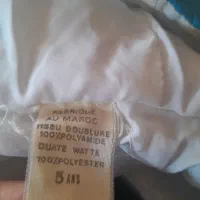 FABRIQUE
AU MAROC
TISSU DOUBLURE
100% POLYAMIDE
OUATE WATTE
100% POLYESTER
5 ANS